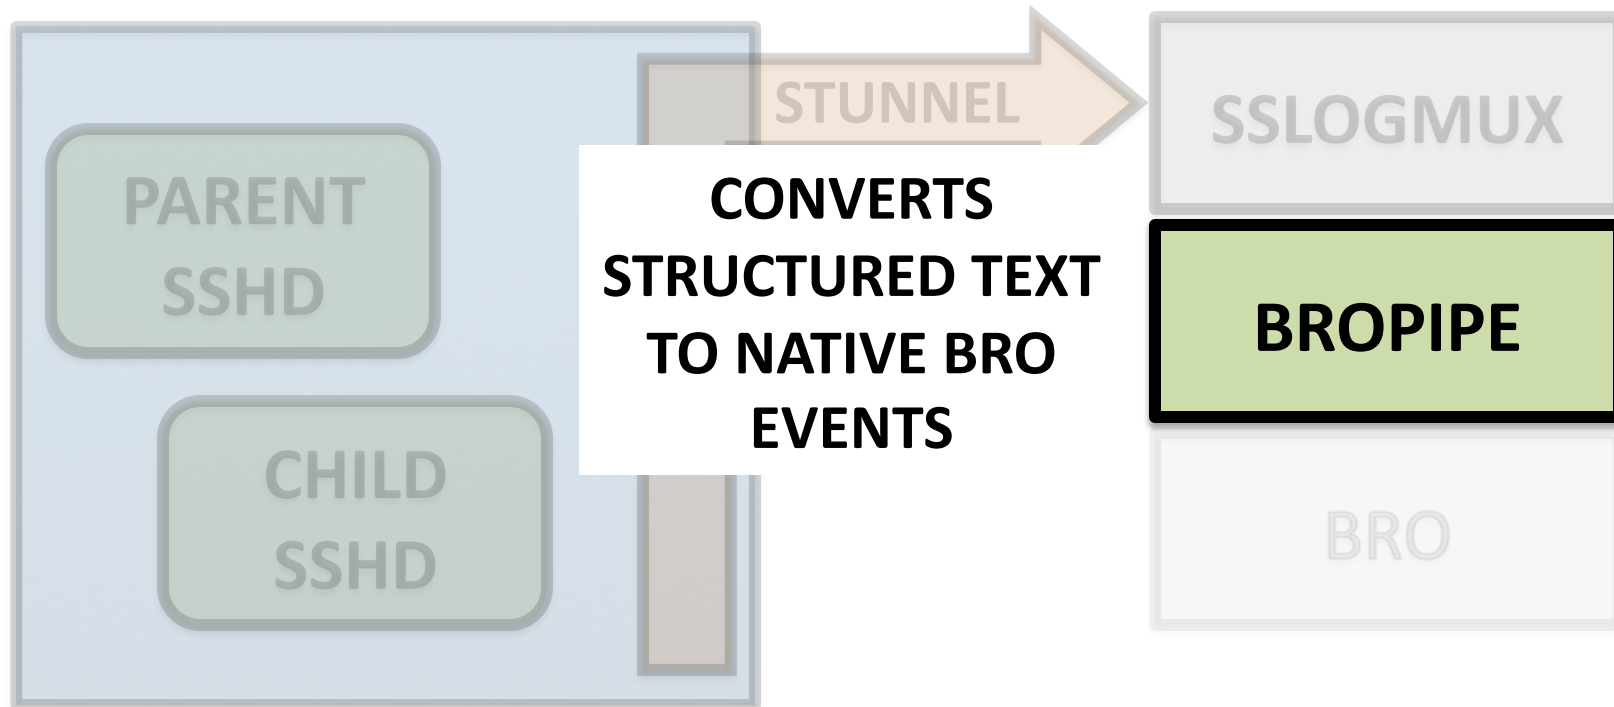 STUNNEL
SSLOGMUX
PARENT
SSHD
CONVERTS
STRUCTURED TEXT
TO NATIVE BRO
EVENTS
BROPIPE
CHILD
SSHD
BRO